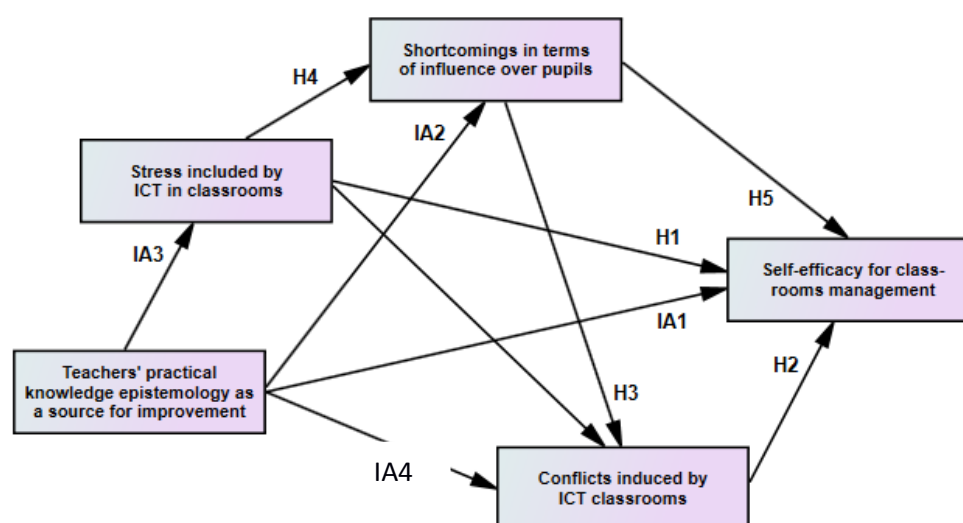 Shortcomings in terms
of influence over pupils
H4
IA2
Stress included by
ICT in classrooms
H5
H1
IA3
Self-efficacy for class-
rooms management
IA1
Teachers' practical
knowledge epistemology as
a source for improvement
H2
H3
IA4
Conflicts induced by
ICT classrooms